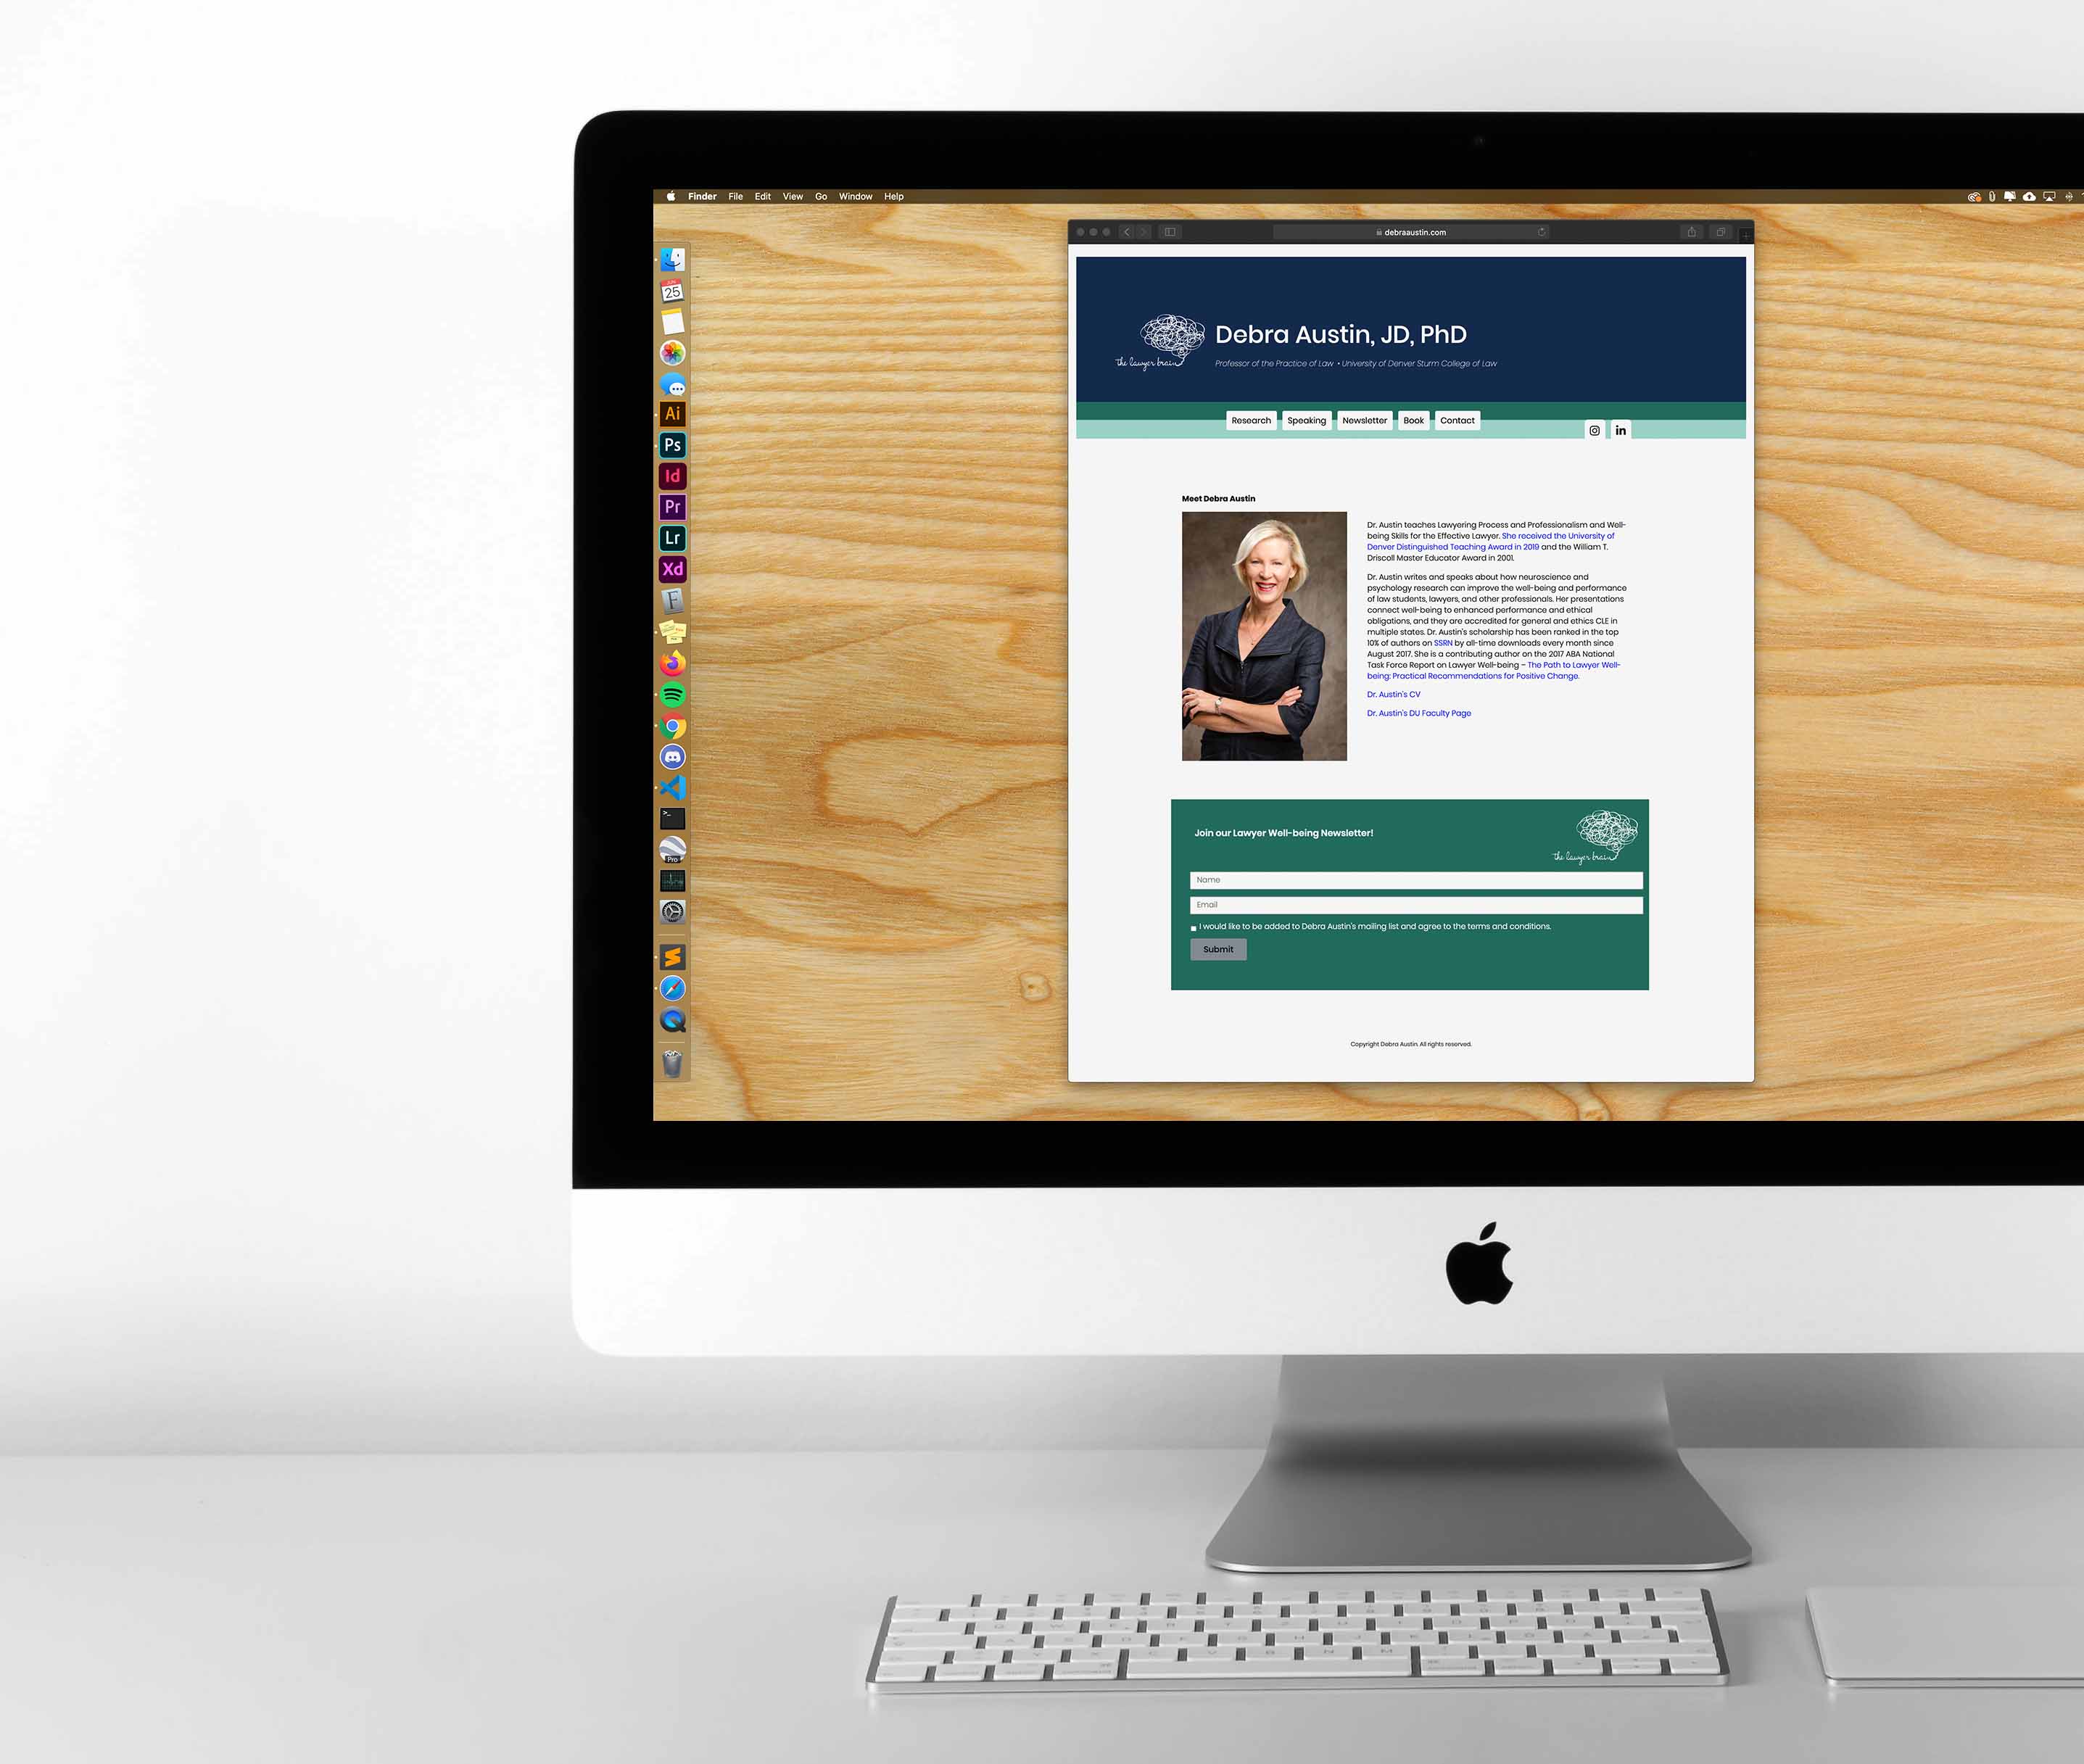 Finder File Edit View Go Window Help
debraaustin.com
JUN
25
the lawyer brain
Debra Austin, JD, PhD
Professor of the Practice of Law • University of Denver Sturm College of Law
Research Speaking Newsletter Book Contact
in
Meet Debra Austin
Dr. Austin teaches Lawyering Process and Professionalism and Well-
being Skills for the Effective Lawyer. She received the University of
Denver Distinguished Teaching Award in 2019 and the William T.
Driscoll Master Educator Award in 2001.
Dr. Austin writes and speaks about how neuroscience and
psychology research can improve the well-being and performance
of law students, lawyers, and other professionals. Her presentations
connect well-being to enhanced performance and ethical
obligations, and they are accredited for general and ethics CLE in
multiple states. Dr. Austin's scholarship has been ranked in the top
10% of authors on SSRN by all-time downloads every month since
August 2017. She is a contributing author on the 2017 ABA National
Task Force Report on Lawyer Well-being – The Path to Lawyer Well-
being: Practical Recommendations for Positive Change.
Dr. Austin's CV
Dr. Austin's DU Faculty Page
Join our Lawyer Well-being Newsletter!
the lawyer brain
Name
Email
I would like to be added to Debra Austin's mailing list and agree to the terms and conditions.
Submit
Copyright Debra Austin. All rights reserved.
Ai
Ps
Id
Pr
Lr
Xd
F
>_
Pro